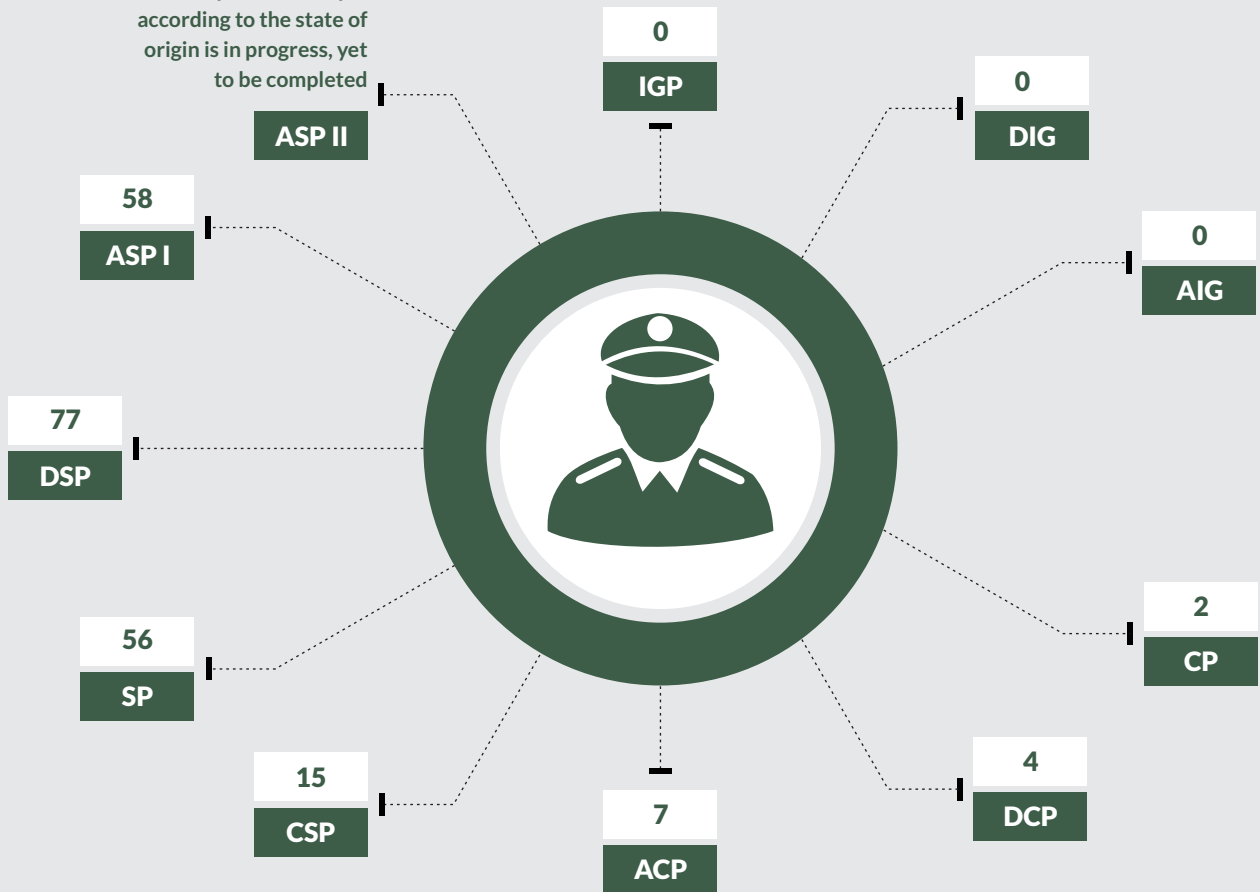 according to the state of
origin is in progress, yet
to be completed
ASP II
0
IGP
0
DIG
0
AIG
2
CP
4
DCP
7
ACP
15
CSP
56
SP
77
DSP
58
ASP I